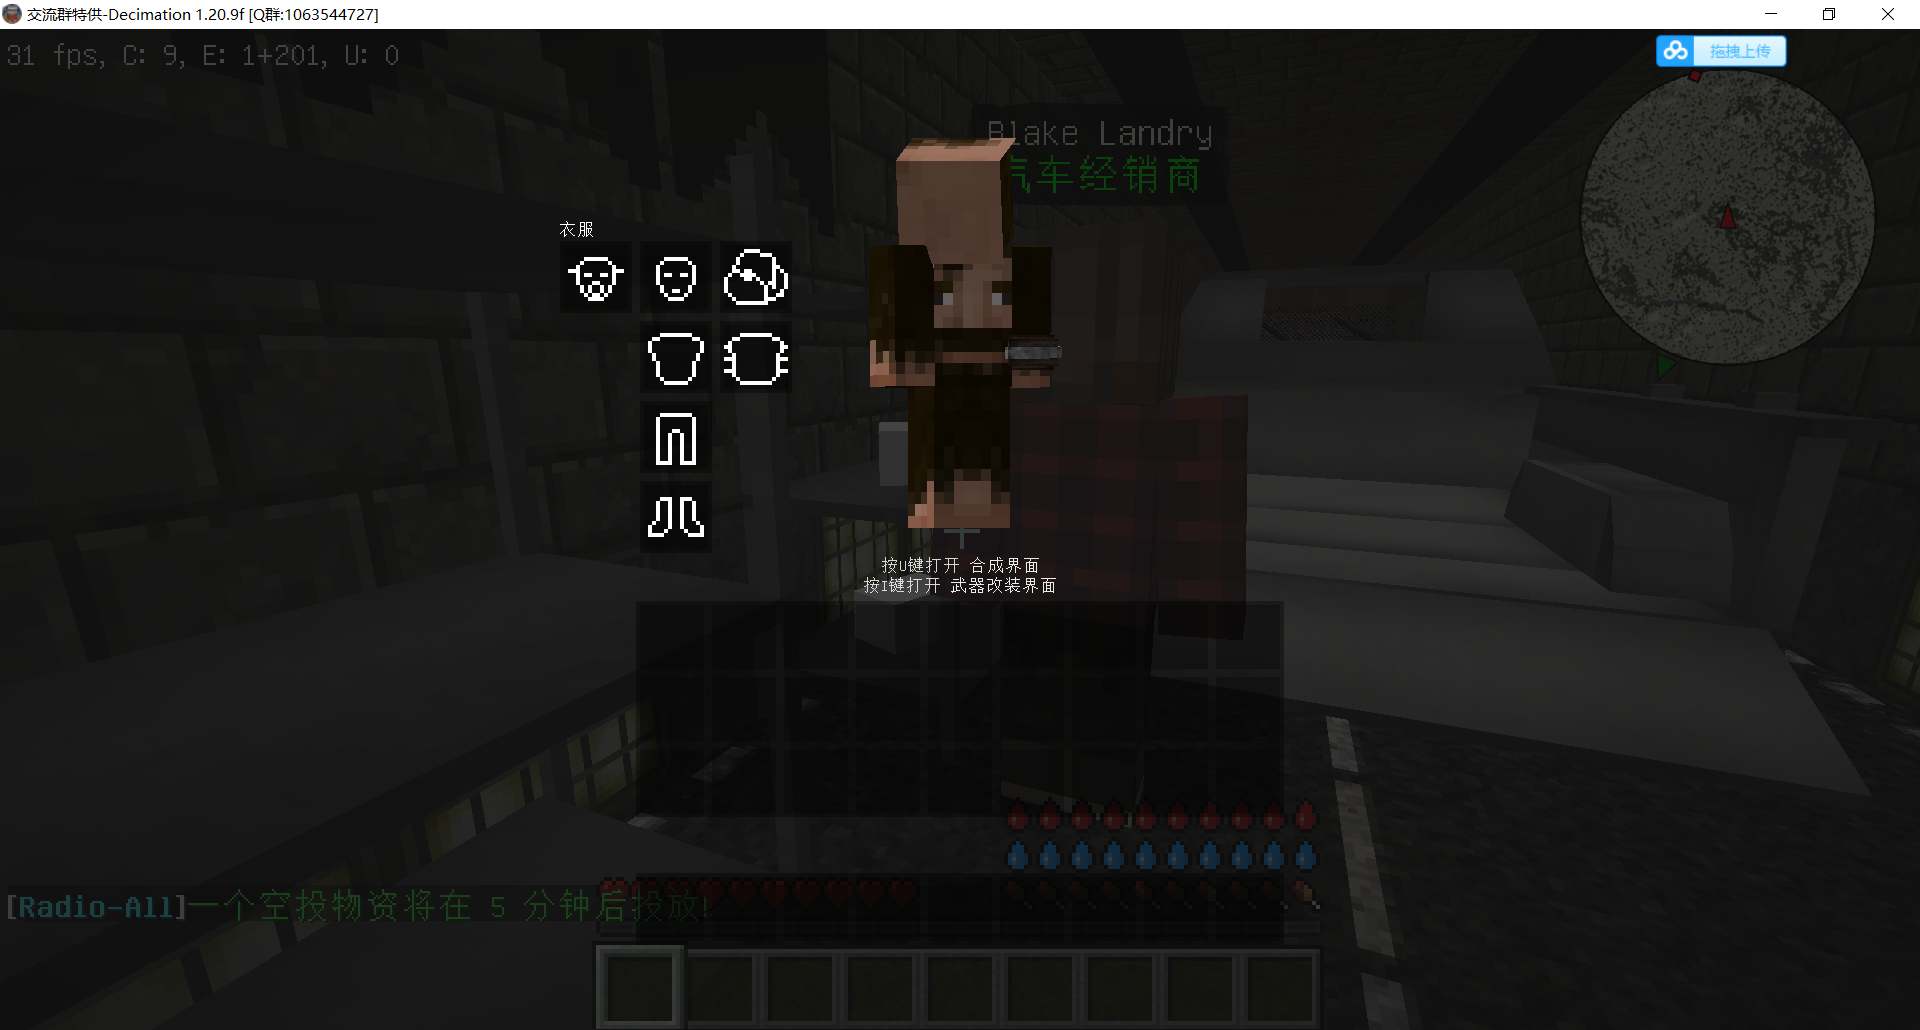 交流群特供-Decimation 1.20.9f [Q群:1063544727]
31 fps, C: 9, E: 1+201, U: 0
拖拽上传
Blake Landry
汽车经销商
衣服
按U键打开 合成界面
按I键打开 武器改装界面
[Radio-All]一个空投物资将在 5 分钟后投放!